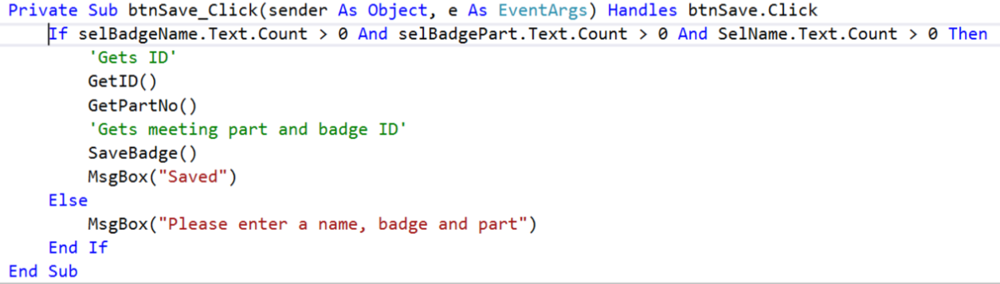 Private Sub btnSave_Click(sender As Object, e As EventArgs) Handles btnSave.Click
If selBadgeName.Text.Count > 0 And selBadgePart.Text.Count > 0 And SelName.Text.Count > 0 Then
'Gets ID'
GetID()
GetPartNo()
'Gets meeting part and badge ID'
SaveBadge()
MsgBox("Saved")
Else
MsgBox("Please enter a name, badge and part")
End If
End Sub